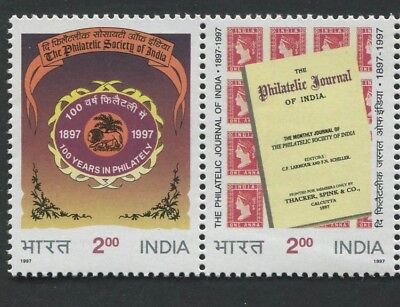 दि फिलैटलिक सोसायटी ऑफ इंडिया
The Philatelic Society of India
100 वर्ष फिलैटली में
1897 1997
100 YEARS IN PHILATELY
भारत 2.00 INDIA
1997
THE PHILATELIC JOURNAL OF INDIA · 1897-1997
THE
Philatelic Journal
OF INDIA.
THE MONTHLY JOURNAL OF
THE PHILATELIC SOCIETY OF INDIA
EDITORS:
C.F. LARMOUR and F.N. SCHILLER.
PRINTED FOR MEMBERS ONLY BY
THACKER, SPINK & CO.,
CALCUTTA
1897
दि फिलैटलिक जरनल ऑफ इंडिया · 1897-1997
भारत 2.00 INDIA
1997